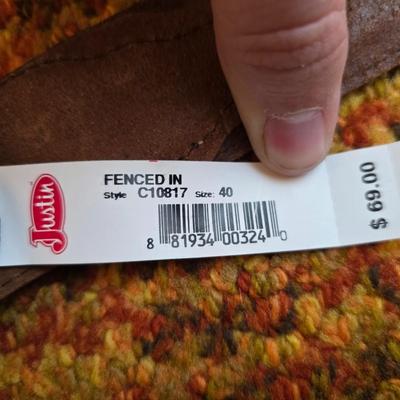 Justin
FENCED IN
Style C10817 Size: 40
8 81934 00324 0
$ 69.00